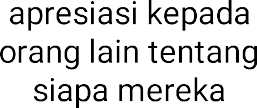 apresiasi kepada
orang lain tentang
siapa mereka